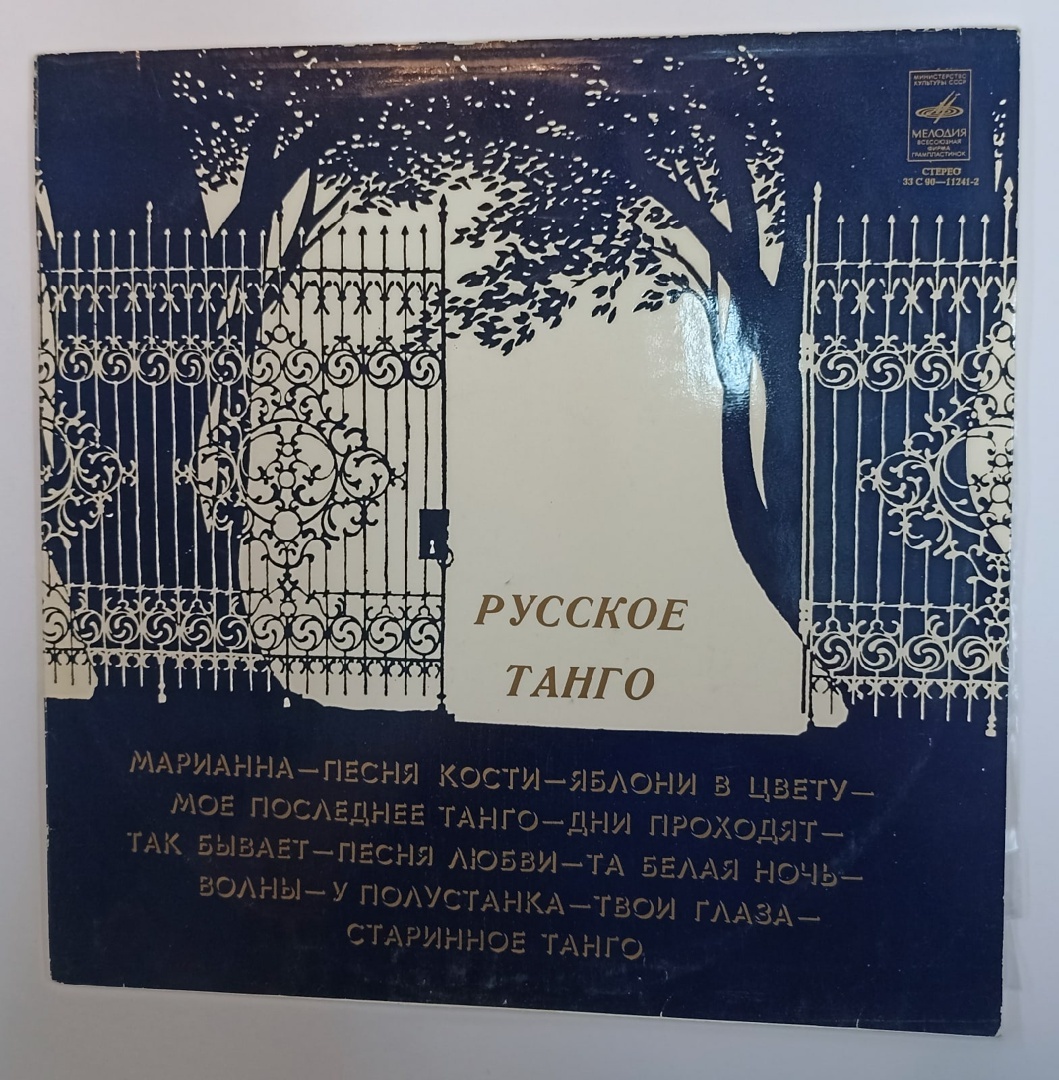 МИНИСТЕРСТВО
КУЛЬТУРЫ СССР
МЕЛОДИЯ
ВСЕСОЮЗНАЯ
ФИРМА
ГРАМПЛАСТИНОК
СТЕРЕО
33 С 90—11241-2
РУССКОЕ
ТАНГО
МАРИАННА—ПЕСНЯ КОСТИ—ЯБЛОНИ В ЦВЕТУ—
МОЕ ПОСЛЕДНЕЕ ТАНГО—ДНИ ПРОХОДЯТ—
ТАК БЫВАЕТ—ПЕСНЯ ЛЮБВИ—ТА БЕЛАЯ НОЧЬ—
ВОЛНЫ—У ПОЛУСТАНКА—ТВОИ ГЛАЗА—
СТАРИННОЕ ТАНГО